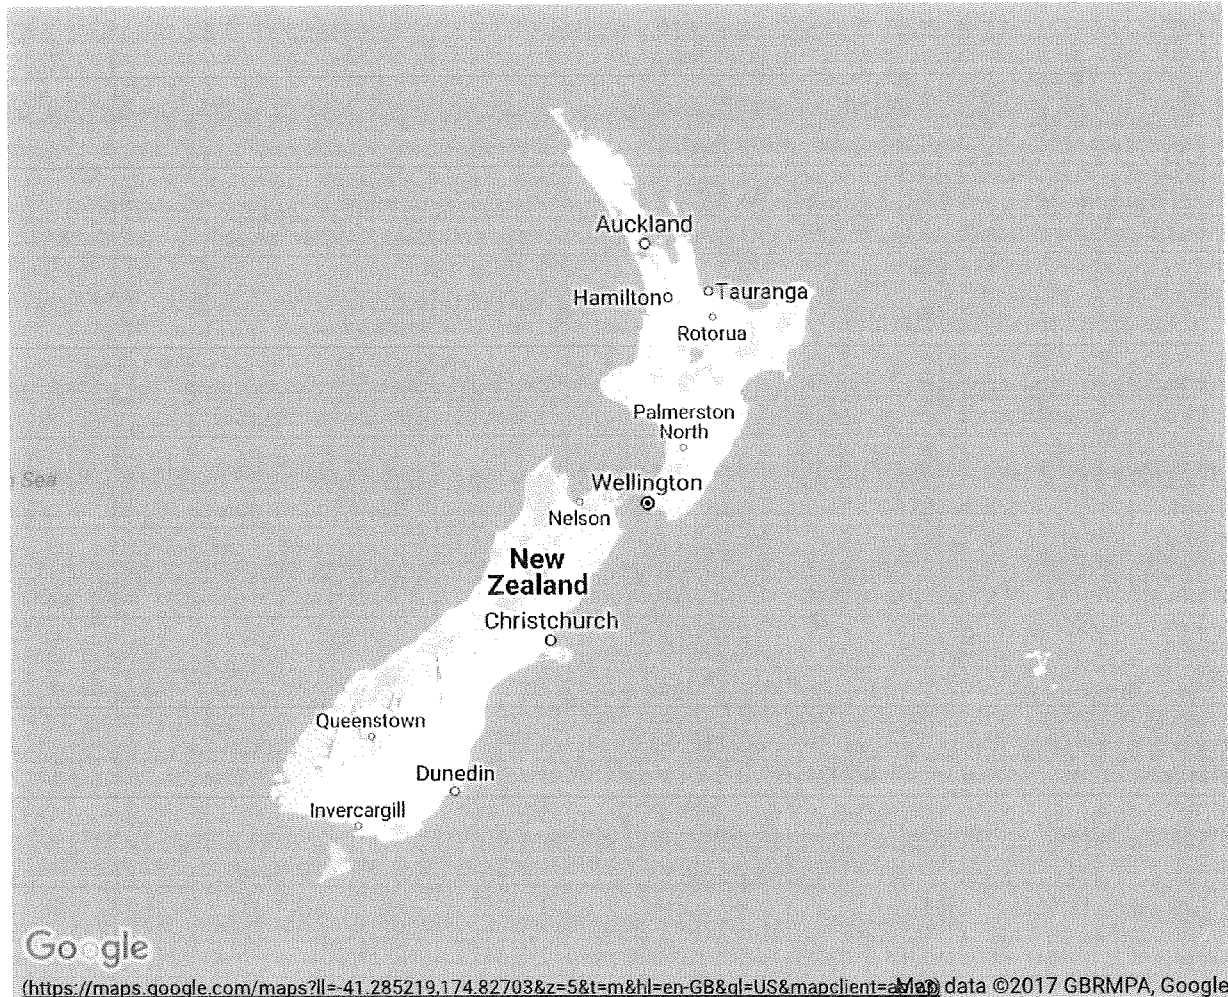 Auckland
Hamilton
Tauranga
Rotorua
Palmerston
North
Sea
Wellington
Nelson
New
Zealand
Christchurch
Queenstown
Dunedin
Invercargill
Google
(https://maps.google.com/maps?ll=-41.285219,174.82703&z=5&t=m&hl=en-GB&gl=US&mapclient=
Map data ©2017 GBRMPA, Google